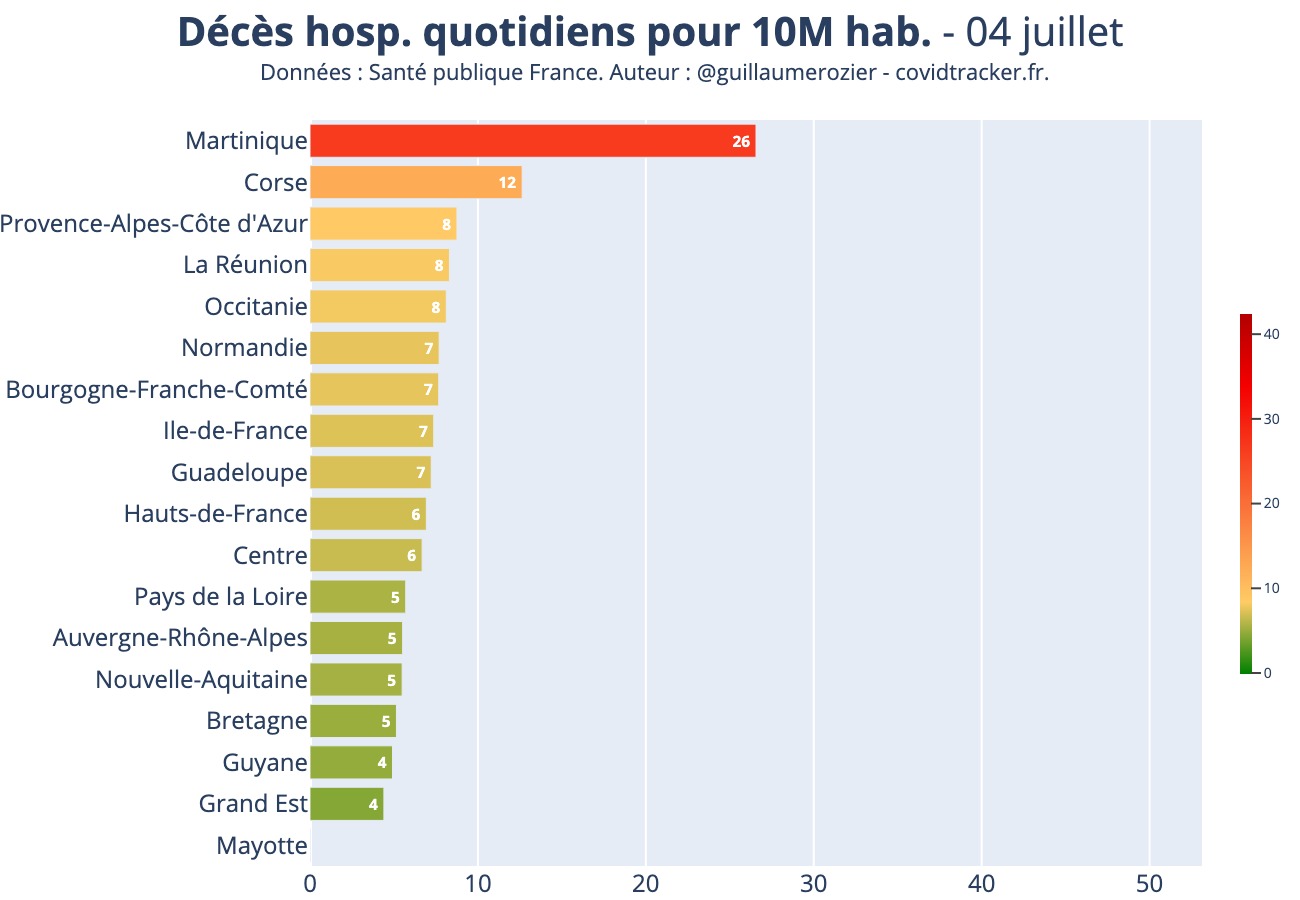 Décès hosp. quotidiens pour 10M hab. - 04 juillet
Données : Santé publique France. Auteur : @guillaumerozier - covidtracker.fr.
Martinique 26
Corse 12
Provence-Alpes-Côte d'Azur 8
La Réunion 8
Occitanie 8
Normandie 7
Bourgogne-Franche-Comté 7
Ile-de-France 7
Guadeloupe 7
Hauts-de-France 6
Centre 6
Pays de la Loire 5
Auvergne-Rhône-Alpes 5
Nouvelle-Aquitaine 5
Bretagne 5
Guyane 4
Grand Est 4
Mayotte
0 10 20 30 40 50
40
30
20
10
0